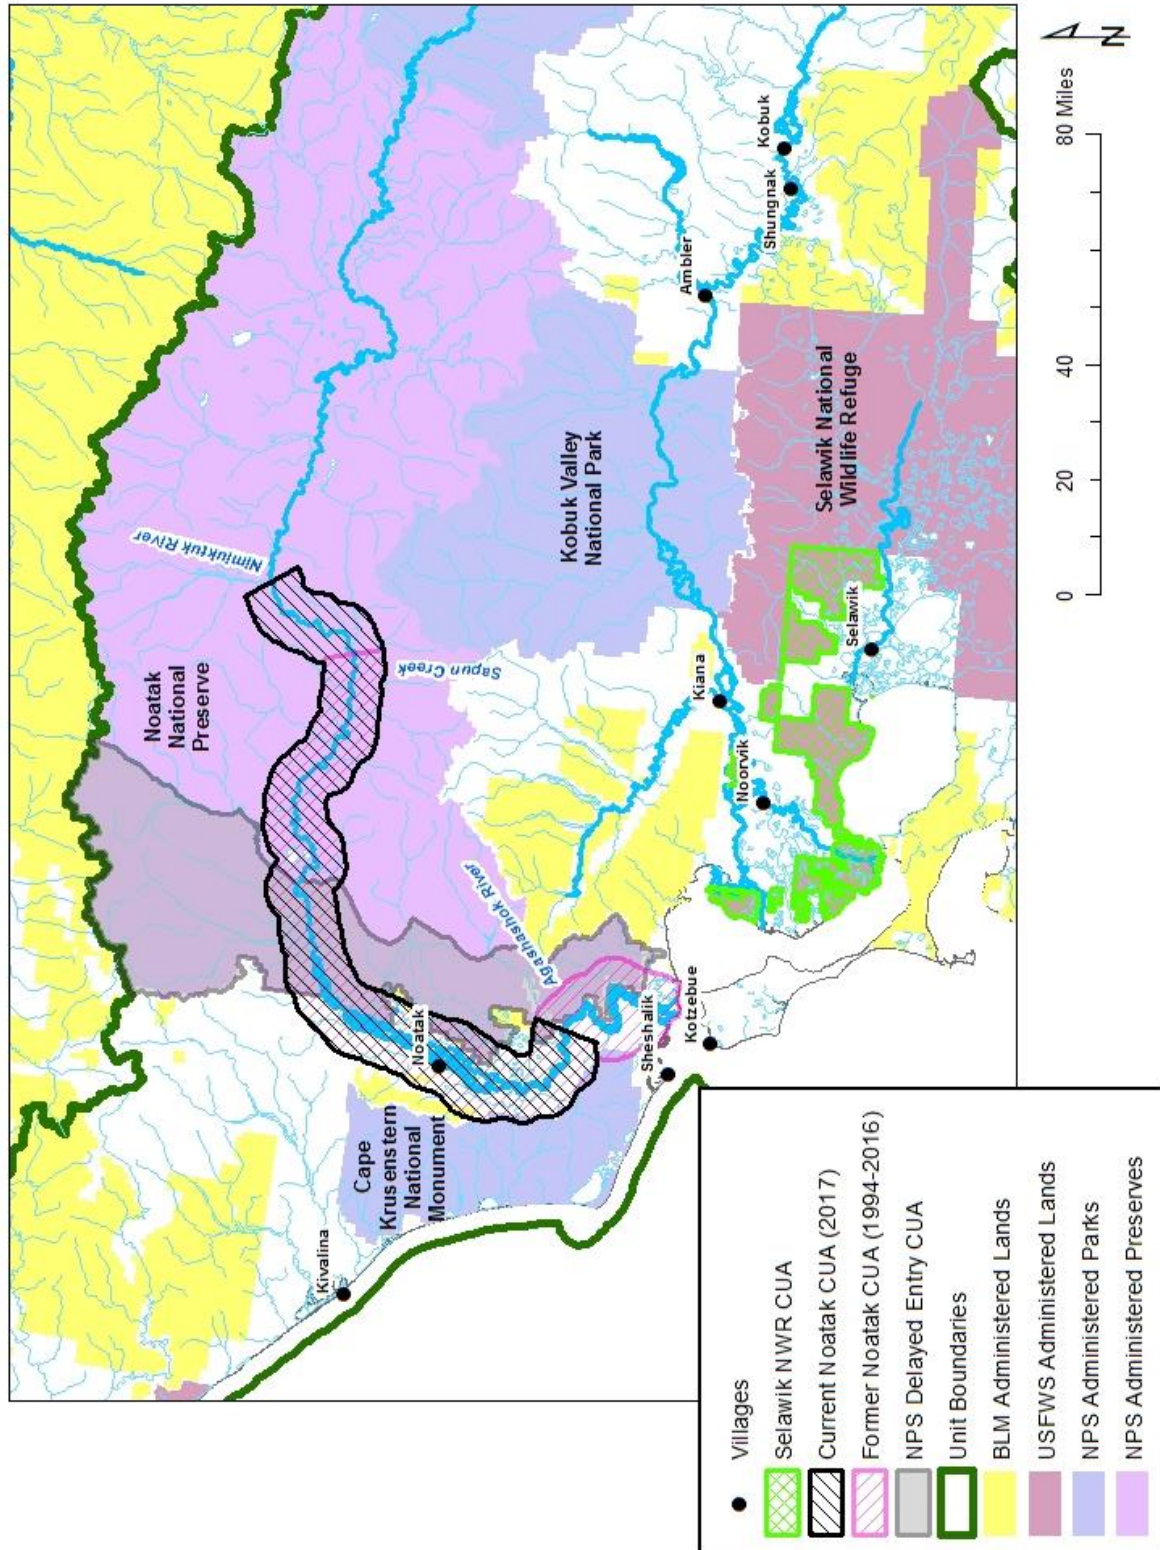 Noatak
National
Preserve
Nimiuktuk River
Sapun Creek
Agashashok River
Kivalina
Cape
Krusenstern
National
Monument
Noatak
Kobuk Valley
National Park
Sheshalik
Kotzebue
Kiana
Noorvik
Ambler
Shungnak
Kobuk
Selawik
Selawik National
Wildlife Refuge
Villages
Selawik NWR CUA
Current Noatak CUA (2017)
Former Noatak CUA (1994-2016)
NPS Delayed Entry CUA
Unit Boundaries
BLM Administered Lands
USFWS Administered Lands
NPS Administered Parks
NPS Administered Preserves
0 20 40 80 Miles
N